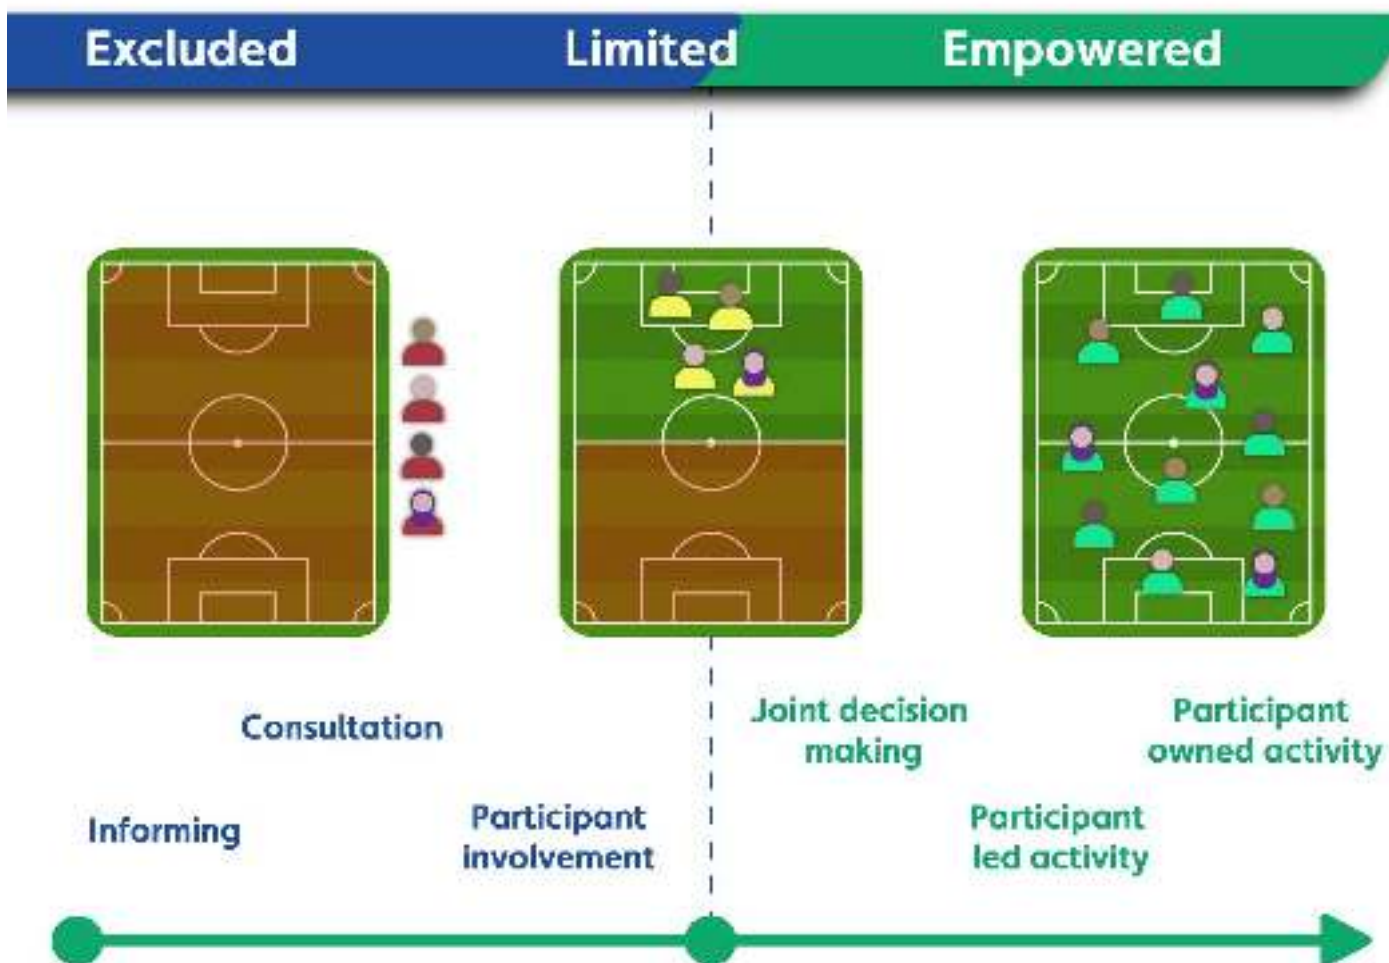 Excluded
Limited
Empowered
Consultation
Joint decision
making
Participant
owned activity
Informing
Participant
involvement
Participant
led activity